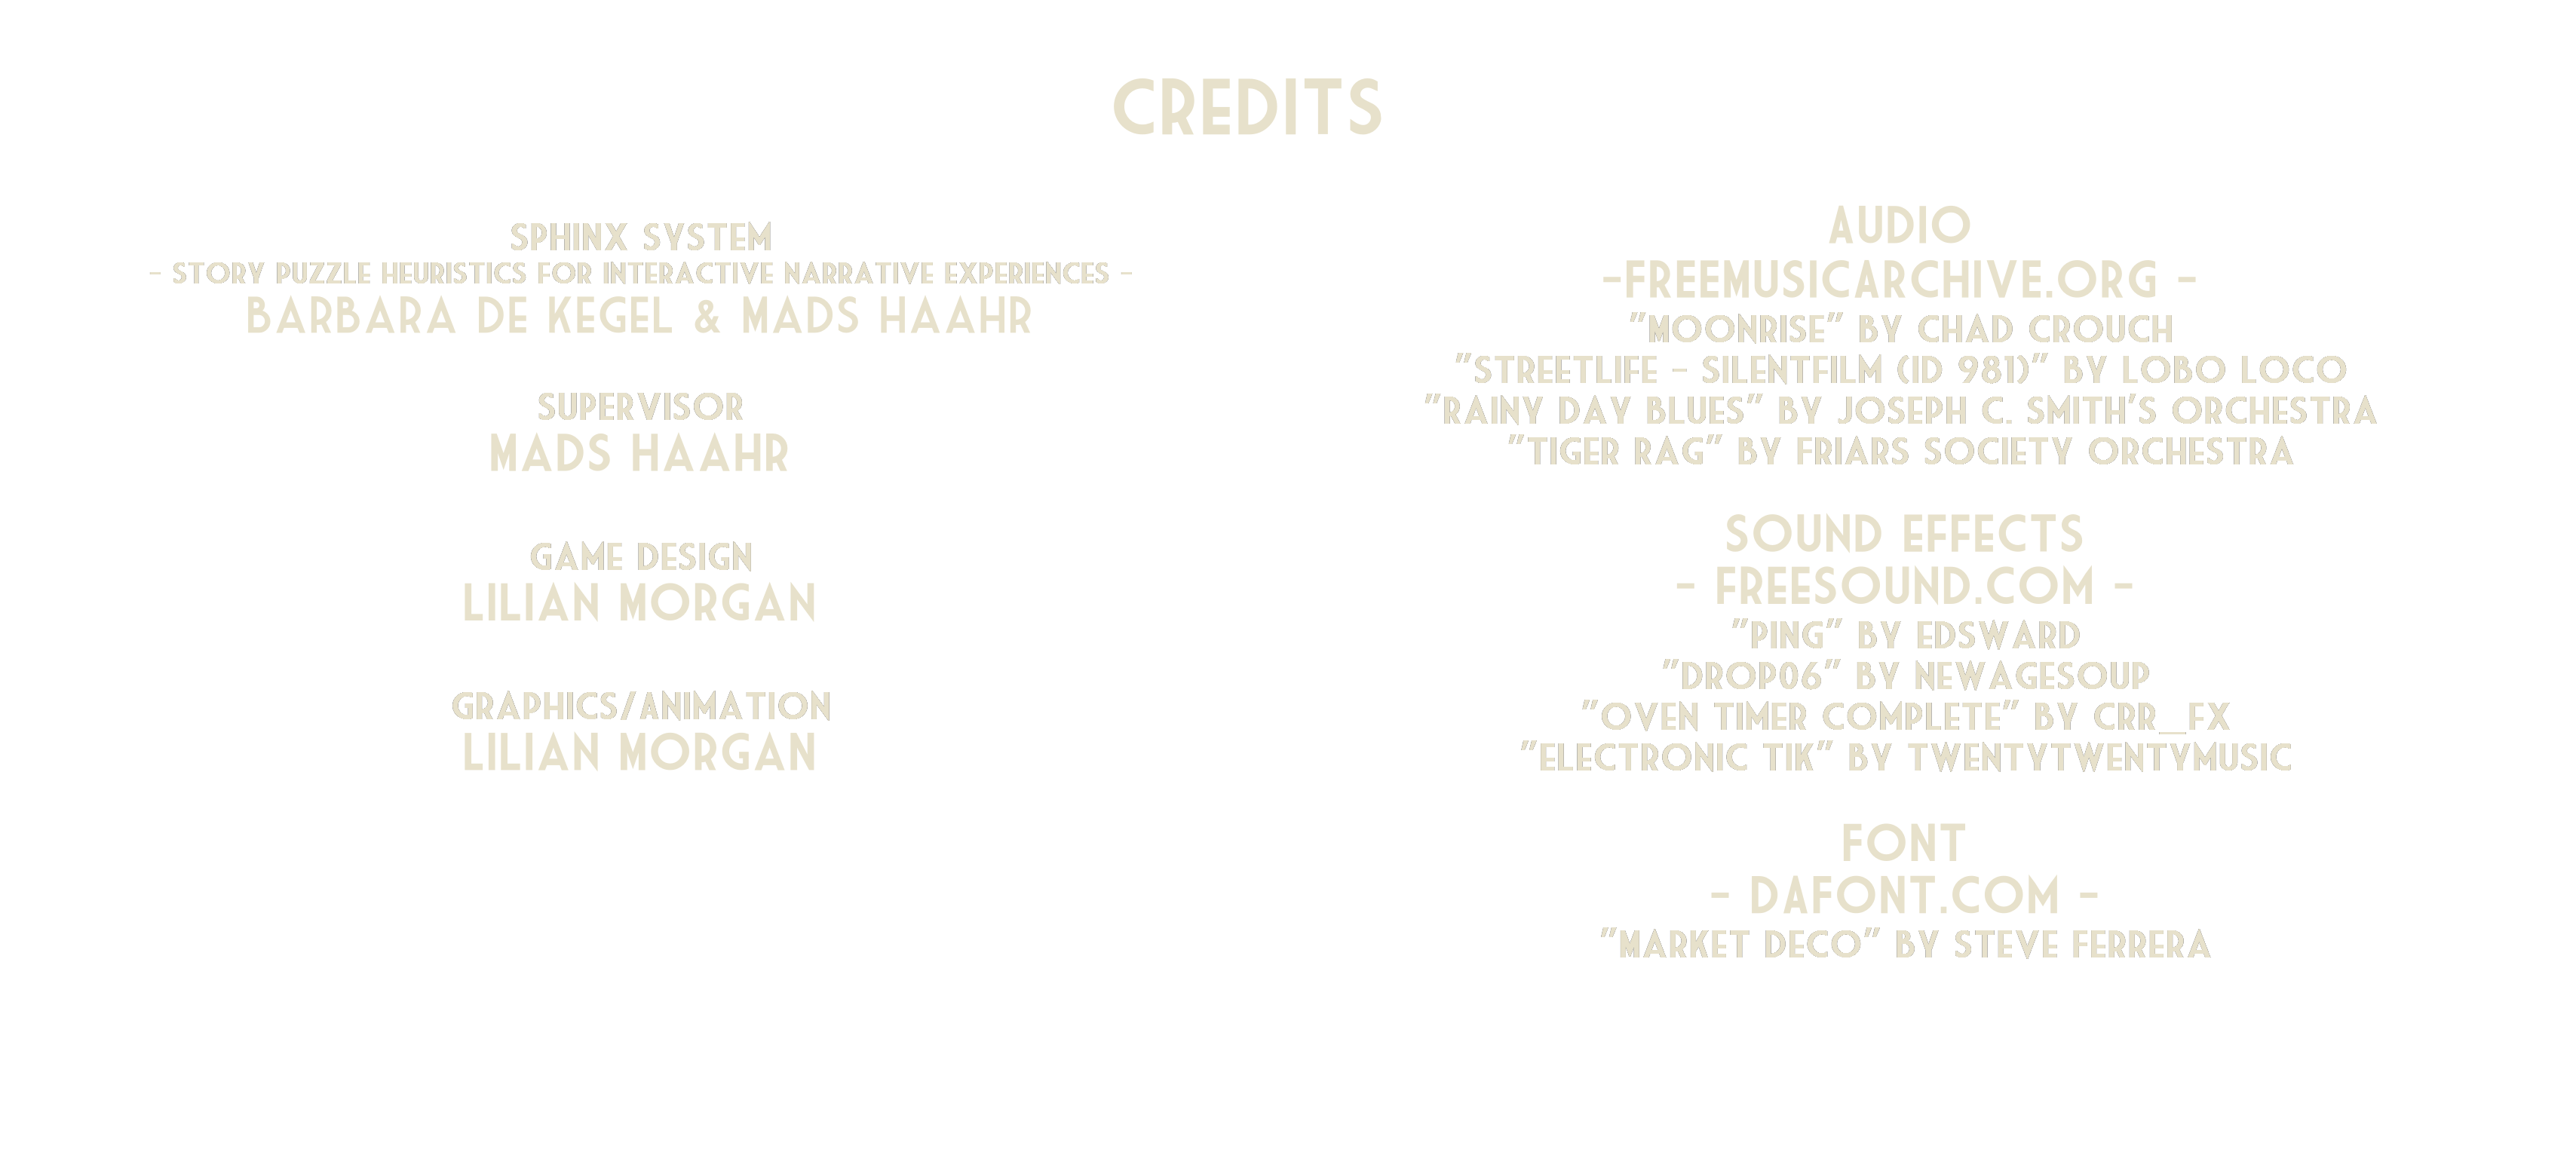 CREDITS
SPHINX SYSTEM
- STORY PUZZLE HEURISTICS FOR INTERACTIVE NARRATIVE EXPERIENCES -
BARBARA DE KEGEL & MADS HAAHR
SUPERVISOR
MADS HAAHR
GAME DESIGN
LILIAN MORGAN
GRAPHICS/ANIMATION
LILIAN MORGAN
AUDIO
-FREEMUSICARCHIVE.ORG -
"MOONRISE" BY CHAD CROUCH
"STREETLIFE - SILENTFILM (ID 981)" BY LOBO LOCO
"RAINY DAY BLUES" BY JOSEPH C. SMITH'S ORCHESTRA
"TIGER RAG" BY FRIARS SOCIETY ORCHESTRA
SOUND EFFECTS
- FREESOUND.COM -
"PING" BY EDSWARD
"DROP06" BY NEWAGESOUP
"OVEN TIMER COMPLETE" BY CRR_FX
"ELECTRONIC TIK" BY TWENTYTWENTYMUSIC
FONT
- DAFONT.COM -
"MARKET DECO" BY STEVE FERRERA